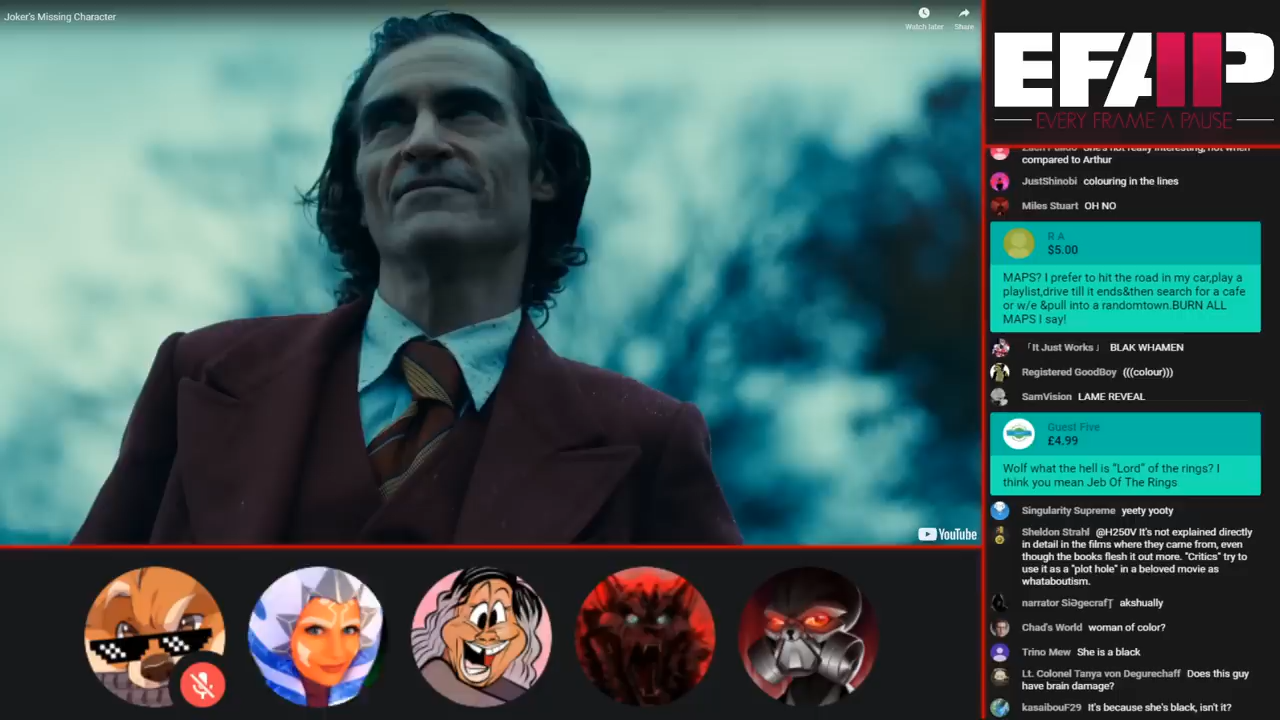 Joker's Missing Character
Watch later
Share
YouTube
EFAP
EVERY FRAME A PAUSE
She's not really interesting, not when
compared to Arthur
JustShinobi colouring in the lines
Miles Stuart OH NO
R A
$5.00
MAPS? I prefer to hit the road in my car,play a
playlist,drive till it ends&then search for a cafe
or w/e &pull into a randomtown.BURN ALL
MAPS I say!
「It Just Works」 BLAK WHAMEN
Registered GoodBoy (((colour)))
SamVision LAME REVEAL
Guest Five
£4.99
Wolf what the hell is "Lord" of the rings? I
think you mean Jeb Of The Rings
Singularity Supreme yeety yooty
Sheldon Strahl @H250V It's not explained directly
in detail in the films where they came from, even
though the books flesh it out more. "Critics" try to
use it as a "plot hole" in a beloved movie as
whataboutism.
narrator akshually
Chad's World woman of color?
Trino Mew She is a black
Lt. Colonel Tanya von Degurechaff Does this guy
have brain damage?
kasaibouF29 It's because she's black, isn't it?